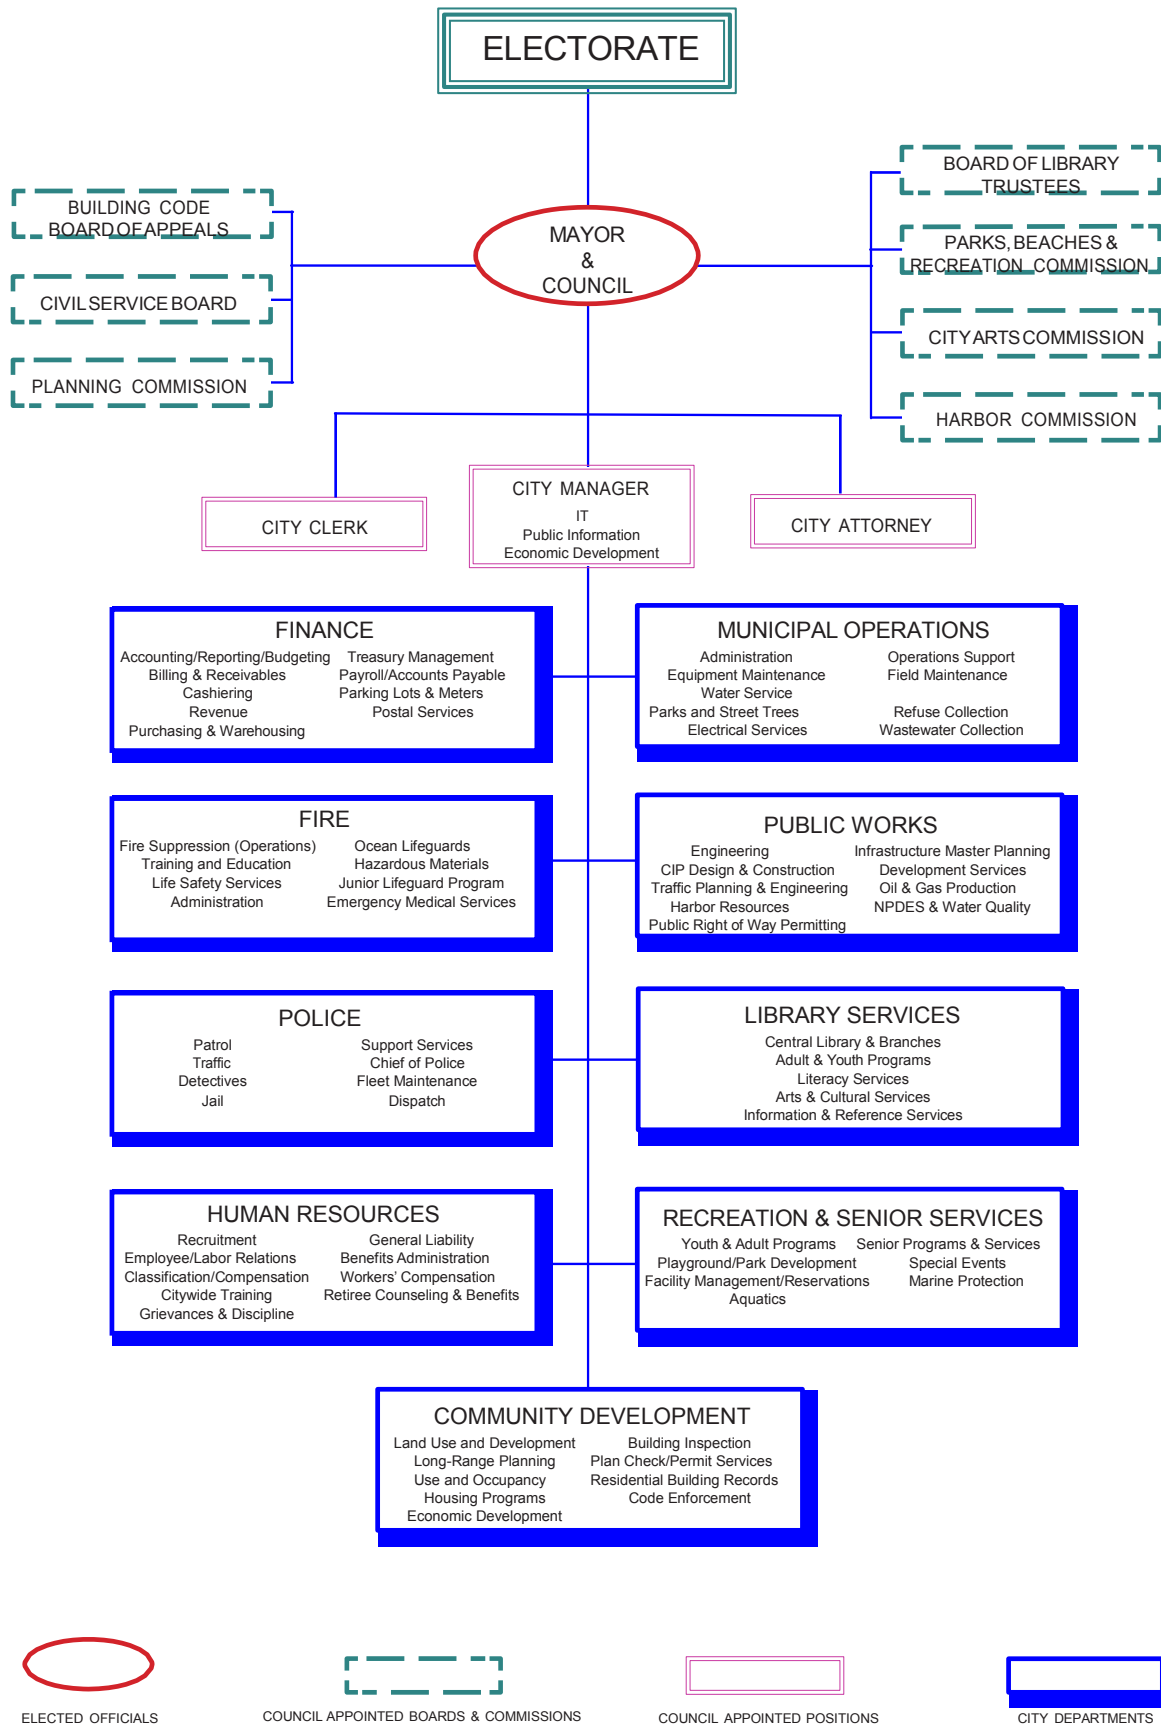 ELECTORATE
BUILDING CODE
BOARD OF APPEALS
CIVIL SERVICE BOARD
PLANNING COMMISSION
MAYOR
&
COUNCIL
BOARD OF LIBRARY
TRUSTEES
PARKS, BEACHES &
RECREATION COMMISSION
CITY ARTS COMMISSION
HARBOR COMMISSION
CITY CLERK
CITY MANAGER
IT
Public Information
Economic Development
CITY ATTORNEY
FINANCE
Accounting/Reporting/Budgeting Treasury Management
Billing & Receivables Payroll/Accounts Payable
Cashiering Parking Lots & Meters
Revenue Postal Services
Purchasing & Warehousing
MUNICIPAL OPERATIONS
Administration Operations Support
Equipment Maintenance Field Maintenance
Water Service
Parks and Street Trees Refuse Collection
Electrical Services Wastewater Collection
FIRE
Fire Suppression (Operations) Ocean Lifeguards
Training and Education Hazardous Materials
Life Safety Services Junior Lifeguard Program
Administration Emergency Medical Services
PUBLIC WORKS
Engineering Infrastructure Master Planning
CIP Design & Construction Development Services
Traffic Planning & Engineering Oil & Gas Production
Harbor Resources NPDES & Water Quality
Public Right of Way Permitting
POLICE
Patrol Support Services
Traffic Chief of Police
Detectives Fleet Maintenance
Jail Dispatch
LIBRARY SERVICES
Central Library & Branches
Adult & Youth Programs
Literacy Services
Arts & Cultural Services
Information & Reference Services
HUMAN RESOURCES
Recruitment General Liability
Employee/Labor Relations Benefits Administration
Classification/Compensation Workers' Compensation
Citywide Training Retiree Counseling & Benefits
Grievances & Discipline
RECREATION & SENIOR SERVICES
Youth & Adult Programs Senior Programs & Services
Playground/Park Development Special Events
Facility Management/Reservations Marine Protection
Aquatics
COMMUNITY DEVELOPMENT
Land Use and Development Building Inspection
Long-Range Planning Plan Check/Permit Services
Use and Occupancy Residential Building Records
Housing Programs Code Enforcement
Economic Development
ELECTED OFFICIALS
COUNCIL APPOINTED BOARDS & COMMISSIONS
COUNCIL APPOINTED POSITIONS
CITY DEPARTMENTS